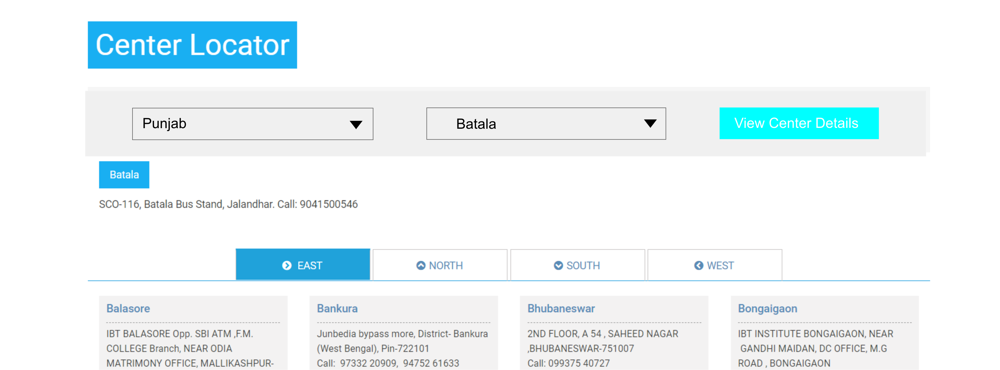 Center Locator
Punjab
Batala
View Center Details
Batala
SCO-116, Batala Bus Stand, Jalandhar. Call: 9041500546
EAST
NORTH
SOUTH
WEST
Balasore
IBT BALASORE Opp. SBI ATM ,F.M.
COLLEGE Branch, NEAR ODIA
MATRIMONY OFFICE, MALLIKASHPUR-
Bankura
Junbedia bypass more, District- Bankura
(West Bengal), Pin-722101
Call:  97332 20909,  94752 61633
Bhubaneswar
2ND FLOOR, A 54 , SAHEED NAGAR
,BHUBANESWAR-751007
Call: 099375 40727
Bongaigaon
IBT INSTITUTE BONGAIGAON, NEAR
GANDHI MAIDAN, DC OFFICE, M.G
ROAD , BONGAIGAON